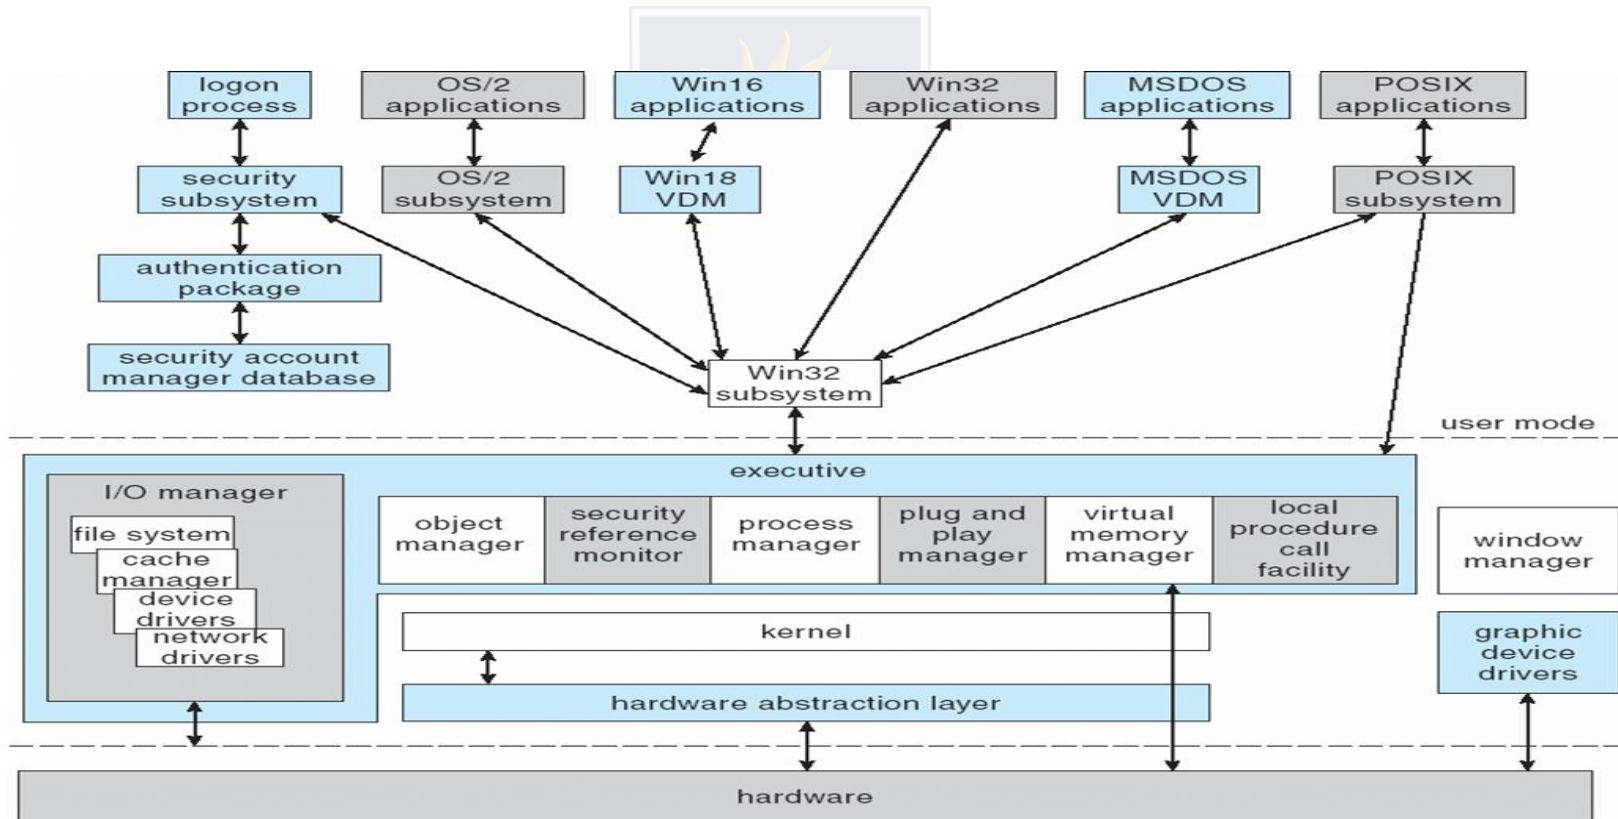 logon
process
OS/2
applications
Win16
applications
Win32
applications
MSDOS
applications
POSIX
applications
security
subsystem
OS/2
subsystem
Win18
VDM
MSDOS
VDM
POSIX
subsystem
authentication
package
security account
manager database
Win32
subsystem
user mode
executive
I/O manager
file system
cache
manager
device
drivers
network
drivers
object
manager
security
reference
monitor
process
manager
plug and
play
manager
virtual
memory
manager
local
procedure
call
facility
window
manager
kernel
graphic
device
drivers
hardware abstraction layer
hardware